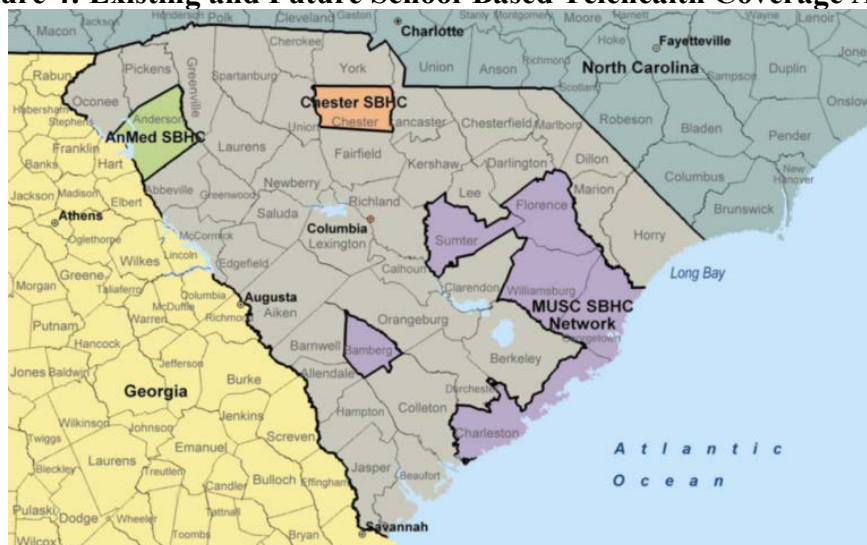 ure 4: Existing and Future School Based Telehealth Coverage A
Macon
Jackson
Henderson
Polk
Cleveland
Gaston
Charlotte
Stanly
Montgomery
Moore
Harnett
Wayne
Lenoir
Hoke
Fayetteville
Sampson
Duplin
Union
Anson
Richmond
Scotland
North Carolina
Onslow
Robeson
Bladen
Pender
Columbus
New
Hanover
Brunswick
Rabun
Oconee
Pickens
Greenville
Spartanburg
Cherokee
York
Chester SBHC
Chester
Lancaster
Chesterfield
Marlboro
Dillon
Habersham
Stephens
Anderson
AnMed SBHC
Franklin
Banks
Hart
Laurens
Union
Fairfield
Kershaw
Darlington
Marion
Jackson
Madison
Elbert
Abbeville
Greenwood
Newberry
Richland
Lee
Florence
Horry
Athens
Oglethorpe
McCormick
Saluda
Columbia
Lexington
Sumter
Long Bay
Wilkes
Lincoln
Edgefield
Calhoun
Clarendon
Williamsburg
Greene
Taliaferro
Morgan
McDuffie
Columbia
Augusta
Aiken
Orangeburg
MUSC SBHC
Network
Georgetown
Putnam
Warren
Richmond
Hancock
Barnwell
Bamberg
Berkeley
Jones
Baldwin
Jefferson
Allendale
Dorchester
Georgia
Burke
Hampton
Colleton
Charleston
Wilkinson
Johnson
Jenkins
Screven
Twiggs
Emanuel
Jasper
Beaufort
Atlantic
Ocean
Bleckley
Laurens
Treutlen
Candler
Bulloch
Effingham
Pulaski
Dodge
Wheeler
Tattnall
Toombs
Bryan
Savannah
Wilcox